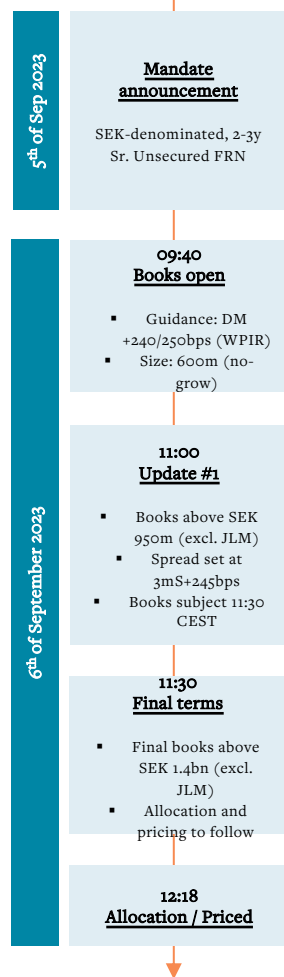 5th of Sep 2023
Mandate
announcement
SEK-denominated, 2-3y
Sr. Unsecured FRN
6th of September 2023
09:40
Books open
▪ Guidance: DM
+240/250bps (WPIR)
▪ Size: 600m (no-
grow)
11:00
Update #1
▪ Books above SEK
950m (excl. JLM)
▪ Spread set at
3mS+245bps
▪ Books subject 11:30
CEST
11:30
Final terms
▪ Final books above
SEK 1.4bn (excl.
JLM)
▪ Allocation and
pricing to follow
12:18
Allocation / Priced